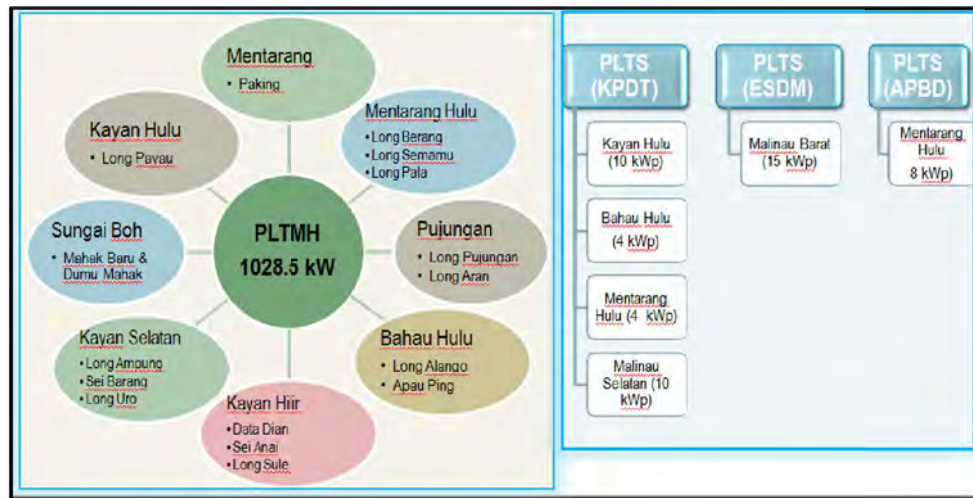 Mentarang
• Paking
Mentarang Hulu
• Long Berang
• Long Semamu
• Long Pala
Pujungan
• Long Pujungan
• Long Aran
Bahau Hulu
• Long Alango
• Apau Ping
Kayan Hiir
• Data Dian
• Sei Anai
• Long Sule
Kayan Selatan
• Long Ampung
• Sei Barang
• Long Uro
Sungai Boh
• Mahak Baru &
Dumu Mahak
Kayan Hulu
• Long Payau
PLTMH
1028.5 kW
PLTS
(KPDT)
Kayan Hulu
(10 kWp)
Bahau Hulu
(4 kWp)
Mentarang
Hulu (4 kWp)
Malinau
Selatan (10
kWp)
PLTS
(ESDM)
Malinau Barat
(15 kWp)
PLTS
(APBD)
Mentarang
Hulu
8 kWp)